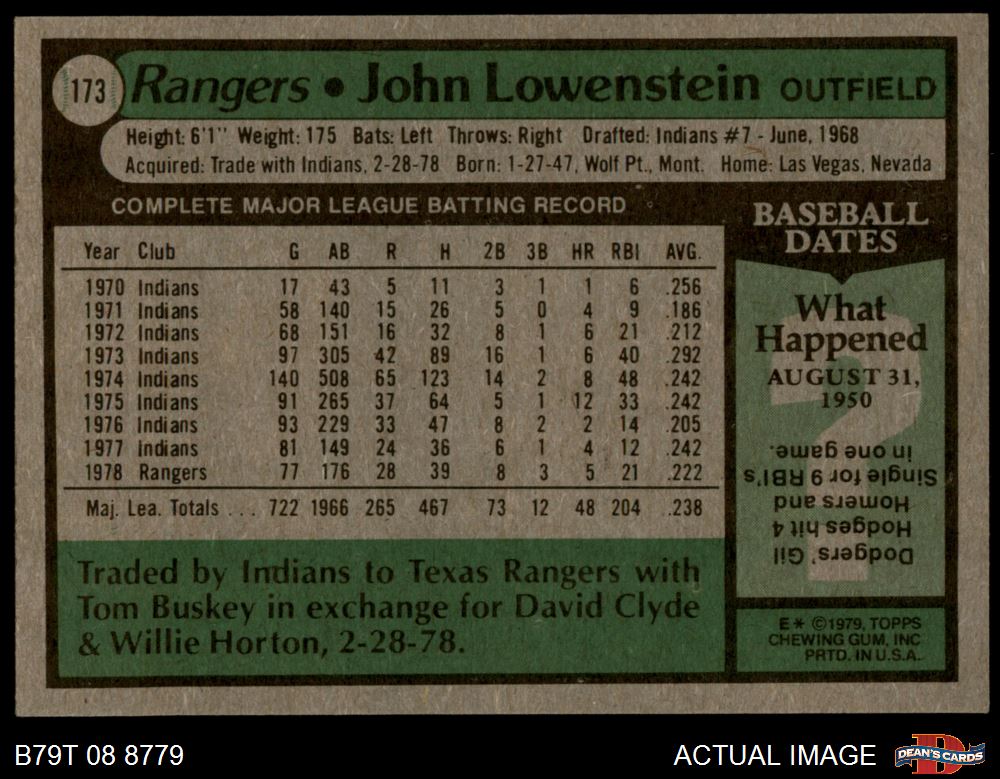 173 Rangers • John Lowenstein OUTFIELD
Height: 6'1" Weight: 175 Bats: Left Throws: Right Drafted: Indians #7 - June, 1968
Acquired: Trade with Indians, 2-28-78 Born: 1-27-47, Wolf Pt., Mont. Home: Las Vegas, Nevada
COMPLETE MAJOR LEAGUE BATTING RECORD
Year Club G AB R H 2B 3B HR RBI AVG.
1970 Indians 17 43 5 11 3 1 1 6 .256
1971 Indians 58 140 15 26 5 0 4 9 .186
1972 Indians 68 151 16 32 8 1 6 21 .212
1973 Indians 97 305 42 89 16 1 6 40 .292
1974 Indians 140 508 65 123 14 2 8 48 .242
1975 Indians 91 265 37 64 5 1 12 33 .242
1976 Indians 93 229 33 47 8 2 2 14 .205
1977 Indians 81 149 24 36 6 1 4 12 .242
1978 Rangers 77 176 28 39 8 3 5 21 .222
Maj. Lea. Totals . . . 722 1966 265 467 73 12 48 204 .238
Traded by Indians to Texas Rangers with
Tom Buskey in exchange for David Clyde
& Willie Horton, 2-28-78.
BASEBALL
DATES
What
Happened
AUGUST 31,
1950
?
Dodgers' Gil
Hodges hit 4
Homers and
Single for 9 RBI's
in one game.
E* ©1979, TOPPS
CHEWING GUM, INC
PRTD. IN U.S.A.
B79T 08 8779
ACTUAL IMAGE
DEAN'S CARDS